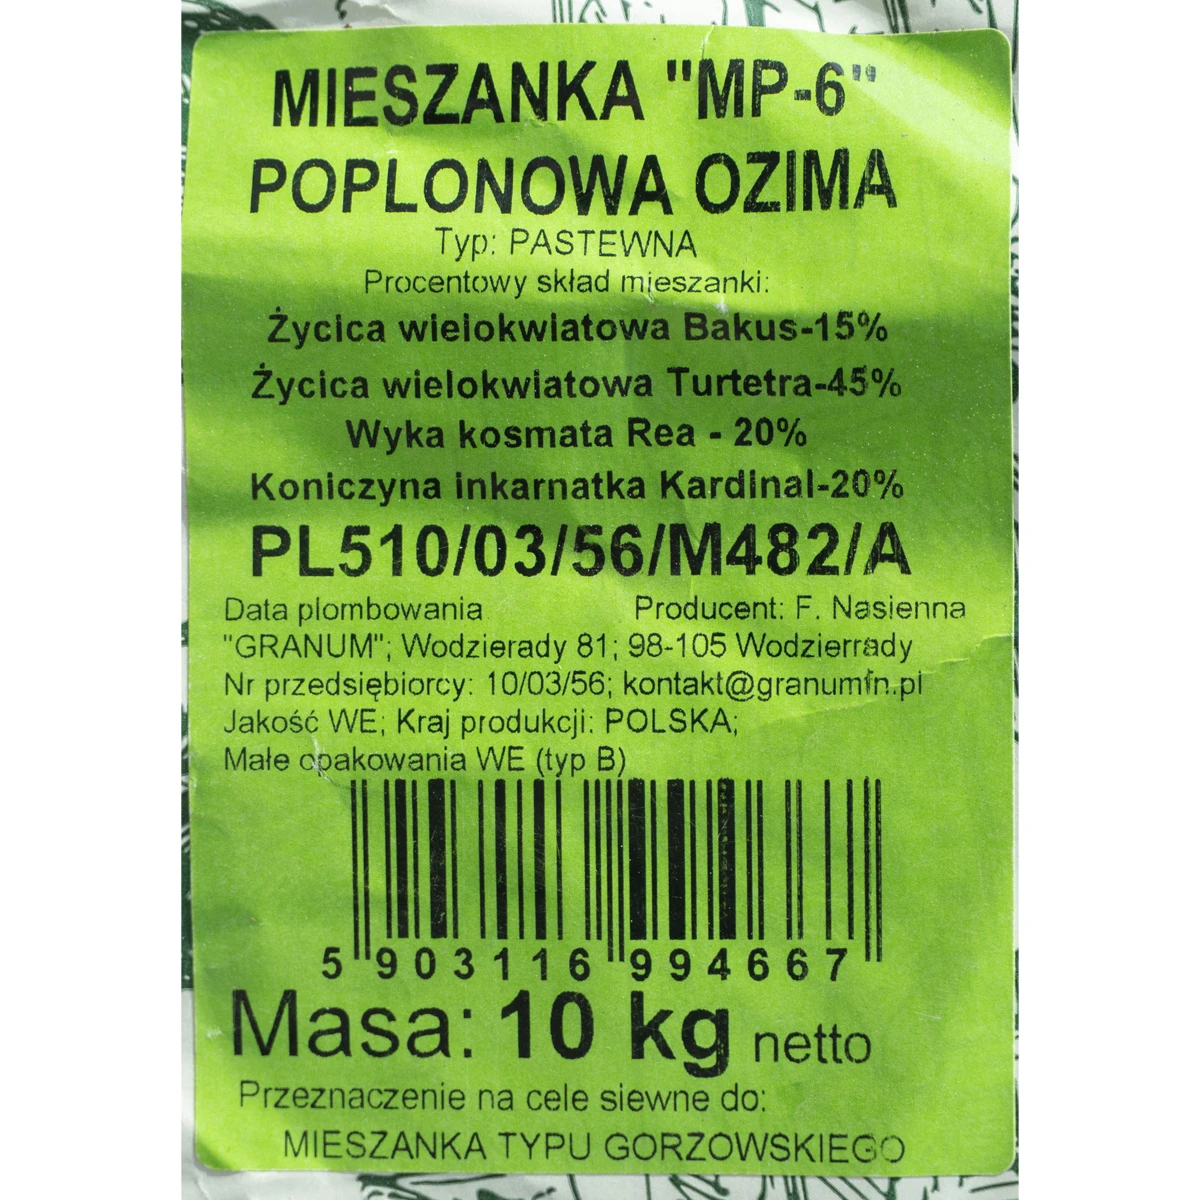 MIESZANKA "MP-6"
POPLONOWA OZIMA
Typ: PASTEWNA
Procentowy skład mieszanki:
Życica wielokwiatowa Bakus-15%
Życica wielokwiatowa Turtetra-45%
Wyka kosmata Rea - 20%
Koniczyna inkarnatka Kardinal-20%
PL510/03/56/M482/A
Data plombowania Producent: F. Nasienna
"GRANUM"; Wodzierady 81; 98-105 Wodzierrady
Nr przedsiębiorcy: 10/03/56; kontakt@granumfn.pl
Jakość WE; Kraj produkcji: POLSKA;
Małe opakowania WE (typ B)
5 903116 994667
Masa: 10 kg netto
Przeznaczenie na cele siewne do:
MIESZANKA TYPU GORZOWSKIEGO